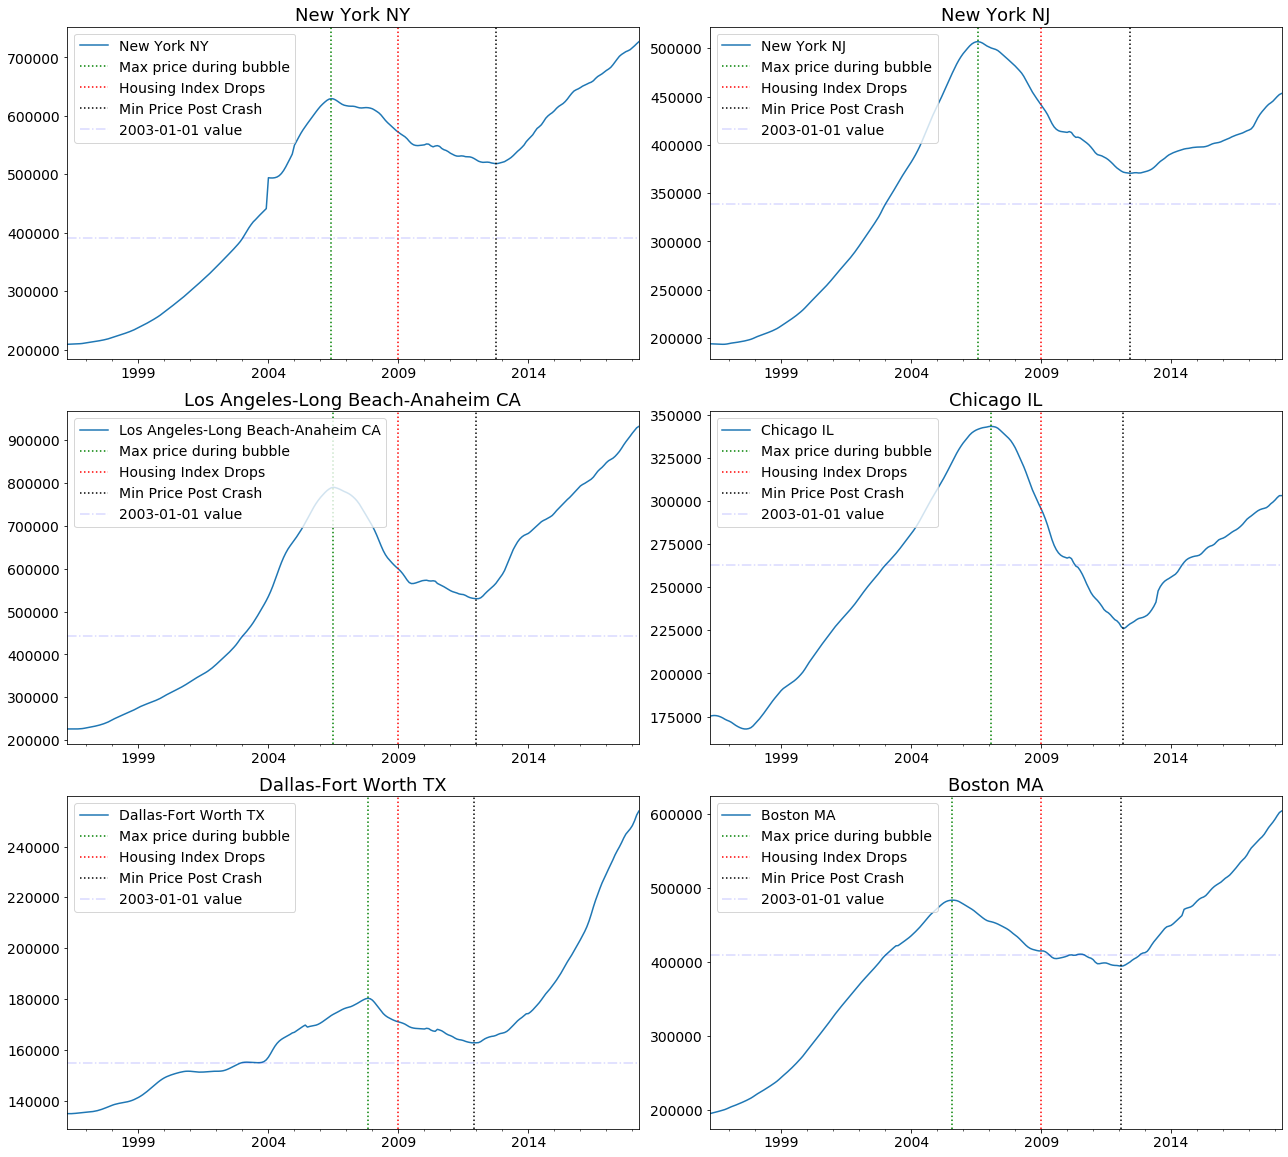 New York NY
700000
600000
500000
400000
300000
200000
New York NY
Max price during bubble
Housing Index Drops
Min Price Post Crash
2003-01-01 value
1999 2004 2009 2014
New York NJ
500000
450000
400000
350000
300000
250000
200000
New York NJ
Max price during bubble
Housing Index Drops
Min Price Post Crash
2003-01-01 value
1999 2004 2009 2014
Los Angeles-Long Beach-Anaheim CA
900000
800000
700000
600000
500000
400000
300000
200000
Los Angeles-Long Beach-Anaheim CA
Max price during bubble
Housing Index Drops
Min Price Post Crash
2003-01-01 value
1999 2004 2009 2014
Chicago IL
350000
325000
300000
275000
250000
225000
200000
175000
Chicago IL
Max price during bubble
Housing Index Drops
Min Price Post Crash
2003-01-01 value
1999 2004 2009 2014
Dallas-Fort Worth TX
240000
220000
200000
180000
160000
140000
Dallas-Fort Worth TX
Max price during bubble
Housing Index Drops
Min Price Post Crash
2003-01-01 value
1999 2004 2009 2014
Boston MA
600000
500000
400000
300000
200000
Boston MA
Max price during bubble
Housing Index Drops
Min Price Post Crash
2003-01-01 value
1999 2004 2009 2014